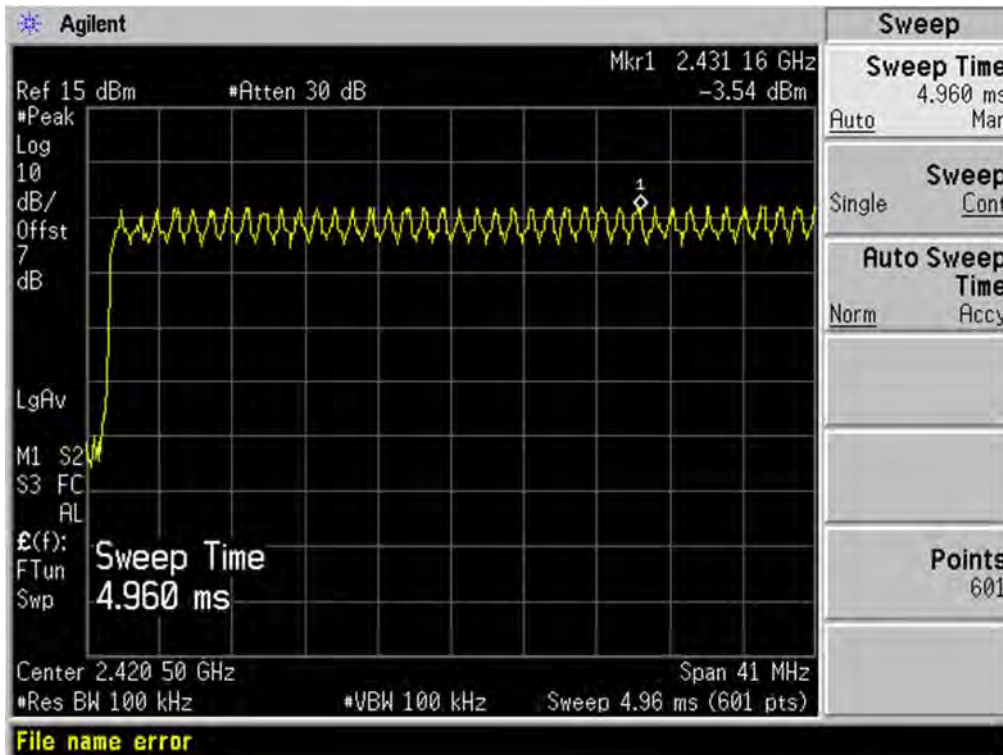 Agilent
Sweep
Mkr1 2.431 16 GHz
Ref 15 dBm #Atten 30 dB -3.54 dBm
#Peak
Log
10
dB/
Offst
7
dB
1
LgAv
M1 S2
S3 FC
AL
£(f):
FTun
Swp
Sweep Time
4.960 ms
Center 2.420 50 GHz Span 41 MHz
#Res BW 100 kHz #VBW 100 kHz Sweep 4.96 ms (601 pts)
File name error
Sweep Time
4.960 ms
Auto Man
Sweep
Single Cont
Auto Sweep
Time
Norm Accy
Points
601